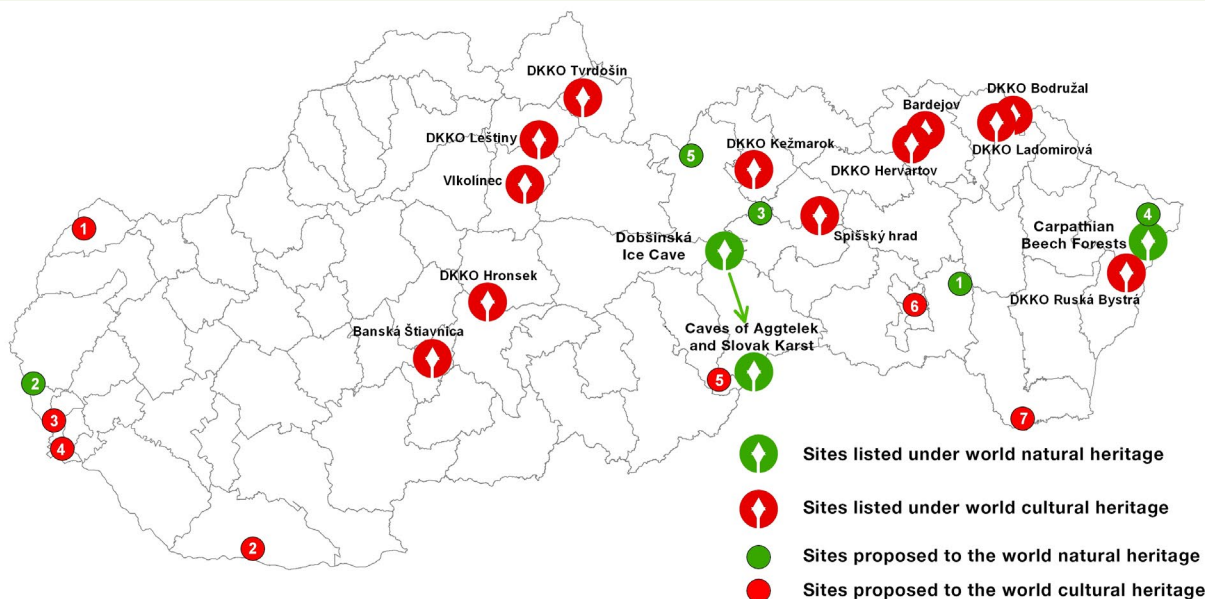 DKKO Tvrdošín
DKKO Bodružal
Bardejov
DKKO Leštiny
DKKO Kežmarok
DKKO Ladomirová
5
DKKO Hervartov
Vlkolínec
3
4
1
Carpathian
Beech Forests
Spišský hrad
Dobšinská
Ice Cave
DKKO Hronsek
1
DKKO Ruská Bystrá
6
Banská Štiavnica
Caves of Aggtelek
and Slovak Karst
2
5
3
7
4
Sites listed under world natural heritage
Sites listed under world cultural heritage
2
Sites proposed to the world natural heritage
Sites proposed to the world cultural heritage